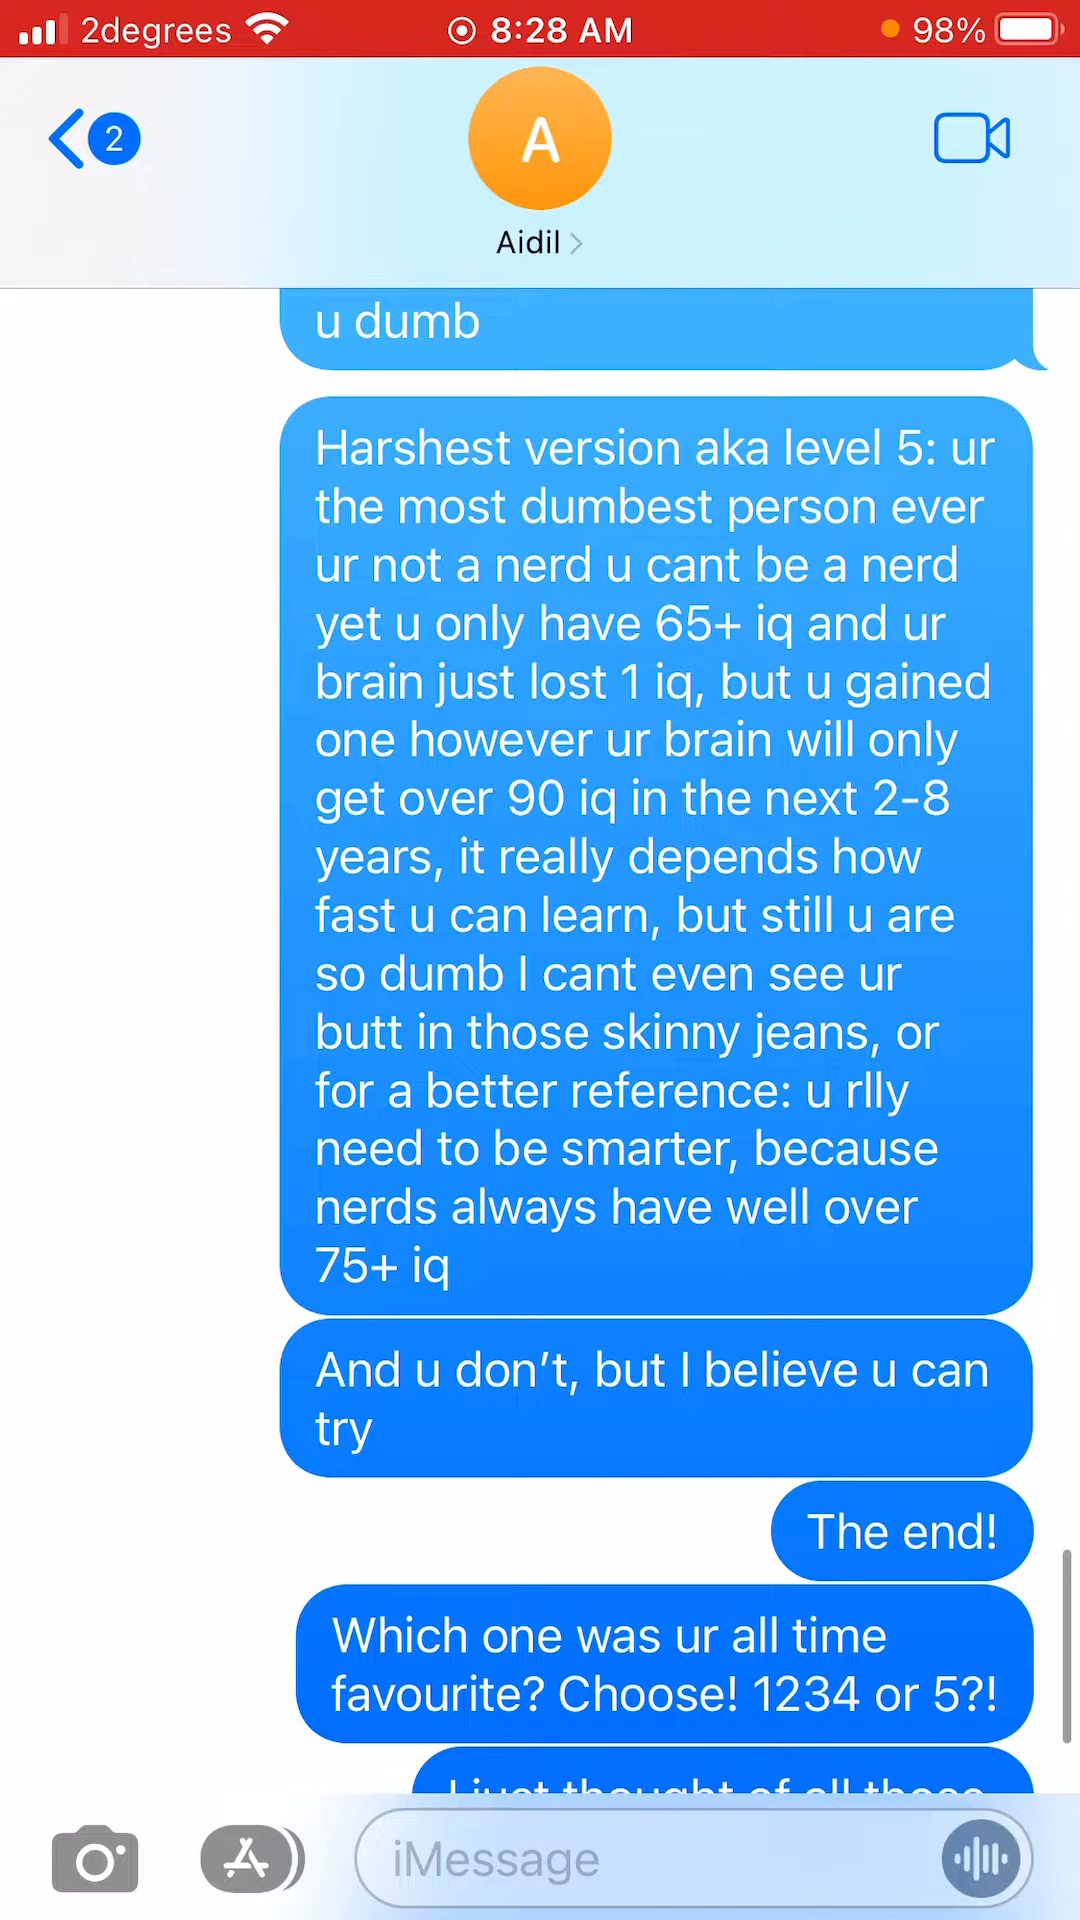 2degrees 8:28 AM 98%
2
A
Aidil
u dumb
Harshest version aka level 5: ur
the most dumbest person ever
ur not a nerd u cant be a nerd
yet u only have 65+ iq and ur
brain just lost 1 iq, but u gained
one however ur brain will only
get over 90 iq in the next 2-8
years, it really depends how
fast u can learn, but still u are
so dumb I cant even see ur
butt in those skinny jeans, or
for a better reference: u rlly
need to be smarter, because
nerds always have well over
75+ iq
And u don’t, but I believe u can
try
The end!
Which one was ur all time
favourite? Choose! 1234 or 5?!
I just thought of all these
iMessage